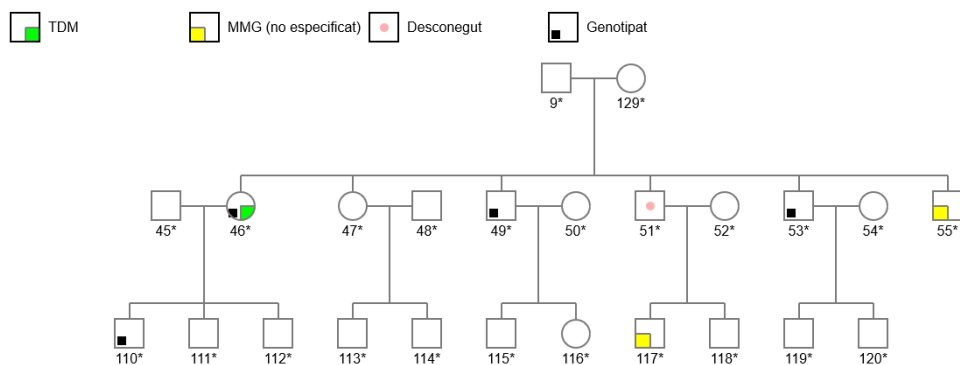 TDM MMG (no especificat) Desconegut Genotipat
9* 129*
45* 46* 47* 48* 49* 50* 51* 52* 53* 54* 55*
110* 111* 112* 113* 114* 115* 116* 117* 118* 119* 120*